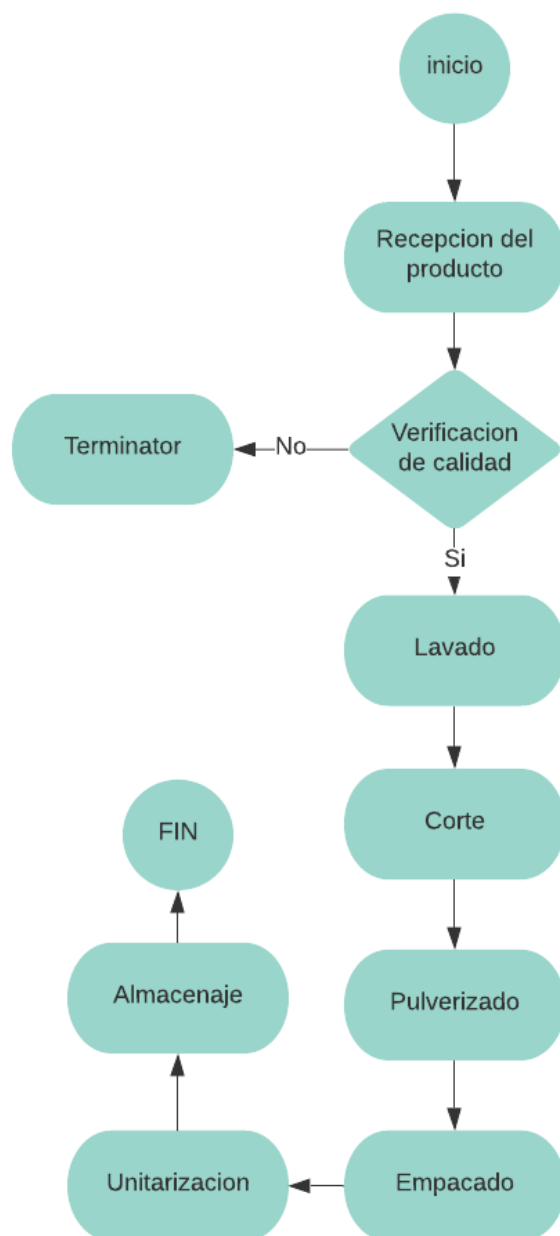 inicio
Recepcion del
producto
Verificacion
de calidad
No
Terminator
Si
Lavado
Corte
Pulverizado
Empacado
Unitarizacion
Almacenaje
FIN